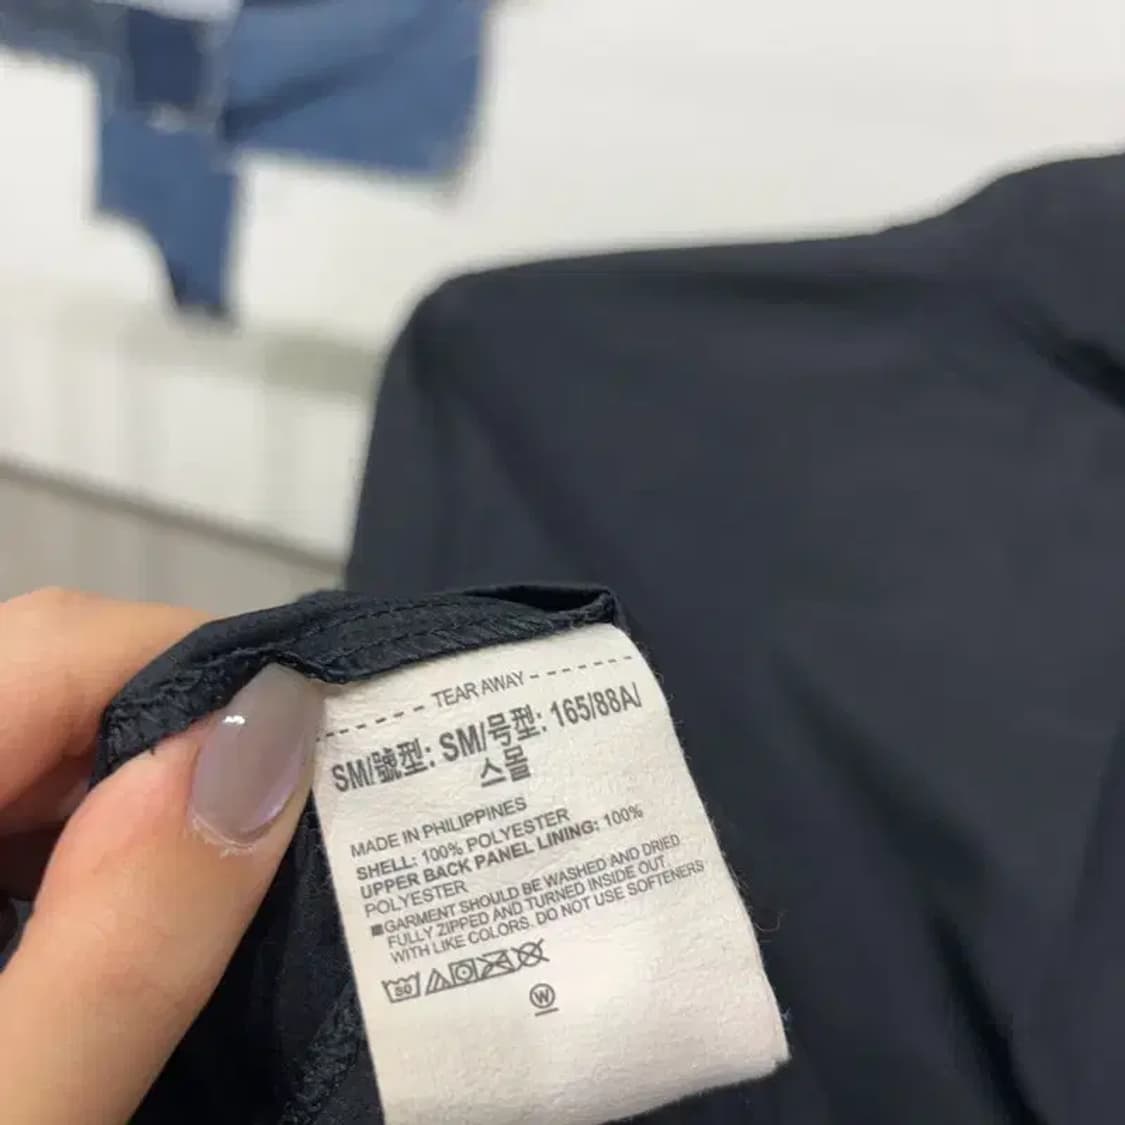 TEAR AWAY
SM/號型: SM/号型: 165/88A/
스몰
MADE IN PHILIPPINES
SHELL: 100% POLYESTER
UPPER BACK PANEL LINING: 100%
POLYESTER
■GARMENT SHOULD BE WASHED AND DRIED
FULLY ZIPPED AND TURNED INSIDE OUT
WITH LIKE COLORS. DO NOT USE SOFTENERS
W